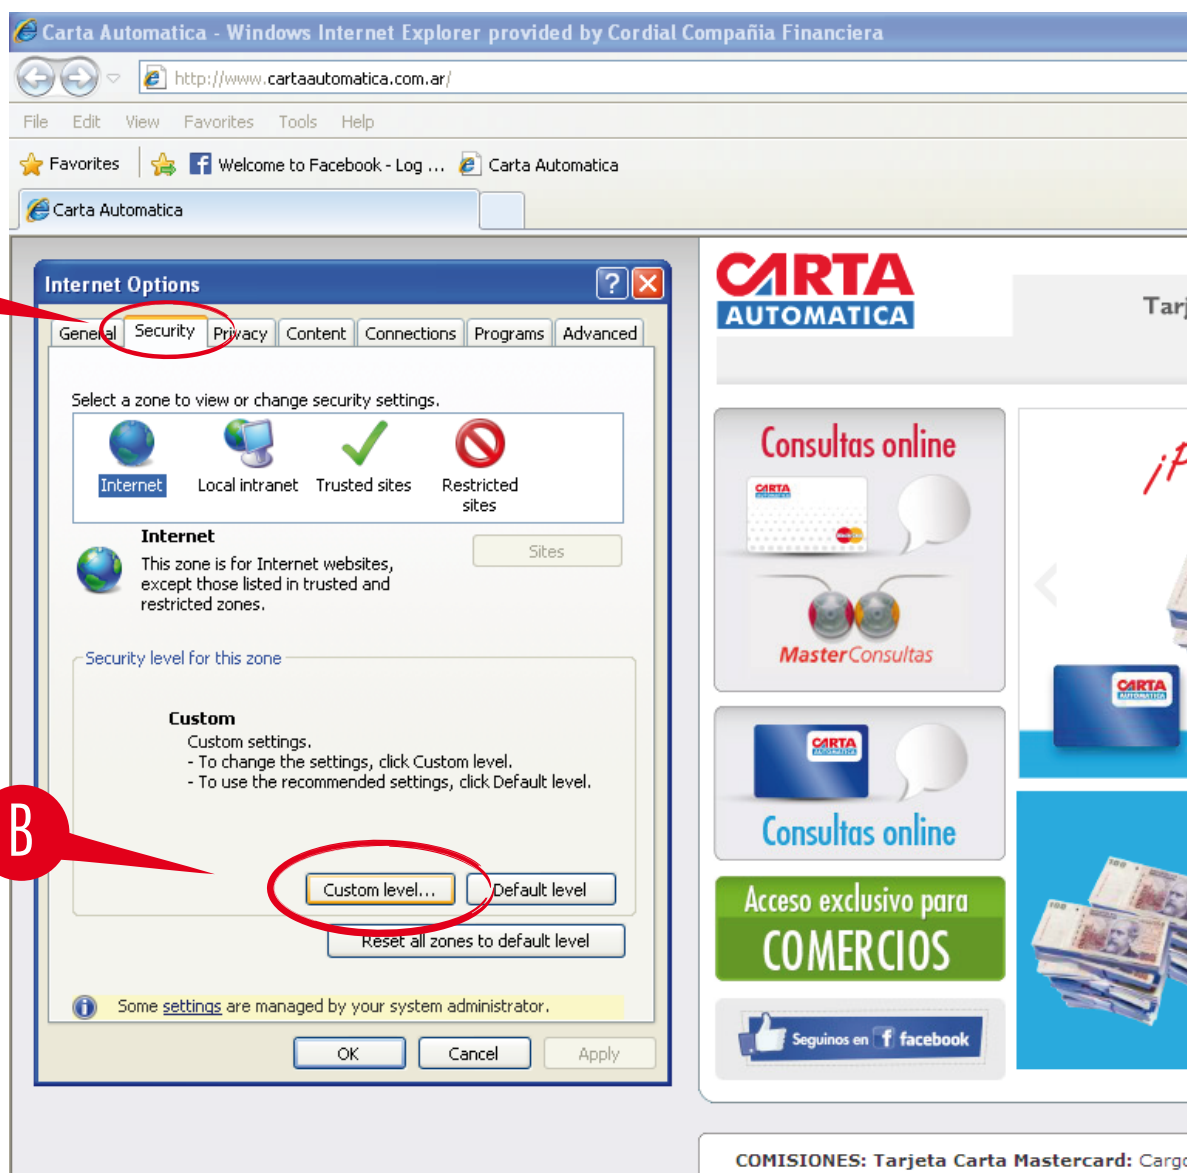 Carta Automatica - Windows Internet Explorer provided by Cordial Compañia Financiera
http://www.cartaautomatica.com.ar/
File Edit View Favorites Tools Help
Favorites Welcome to Facebook - Log ... Carta Automatica
Carta Automatica
Internet Options
General Security Privacy Content Connections Programs Advanced
Select a zone to view or change security settings.
Internet Local intranet Trusted sites Restricted
sites
Internet
Sites
This zone is for Internet websites,
except those listed in trusted and
restricted zones.
Security level for this zone
Custom
Custom settings.
- To change the settings, click Custom level.
- To use the recommended settings, click Default level.
B
Custom level... Default level
Reset all zones to default level
Some settings are managed by your system administrator.
OK Cancel Apply
CARTA
AUTOMATICA
Tarj
Consultas online
CARTA
AUTOMATICA
MasterConsultas
¡P
CARTA
AUTOMATICA
CARTA
AUTOMATICA
Consultas online
Acceso exclusivo para
COMERCIOS
100
100
Seguinos en f facebook
COMISIONES: Tarjeta Carta Mastercard: Cargo